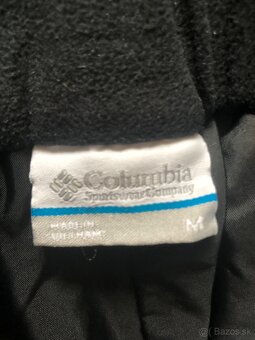 Columbia
Sportswear Company
M
MADE IN
VIETNAM
Bazos.sk